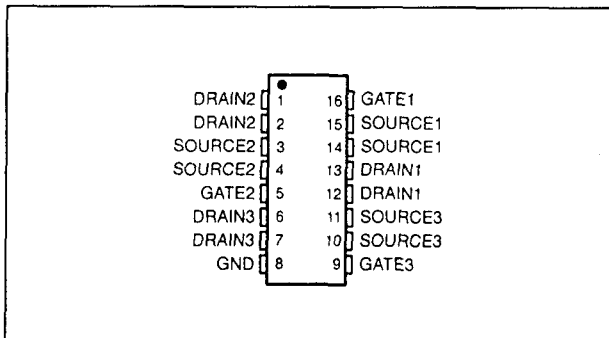 DRAIN2 1 16 GATE1
DRAIN2 2 15 SOURCE1
SOURCE2 3 14 SOURCE1
SOURCE2 4 13 DRAIN1
GATE2 5 12 DRAIN1
DRAIN3 6 11 SOURCE3
DRAIN3 7 10 SOURCE3
GND 8 9 GATE3